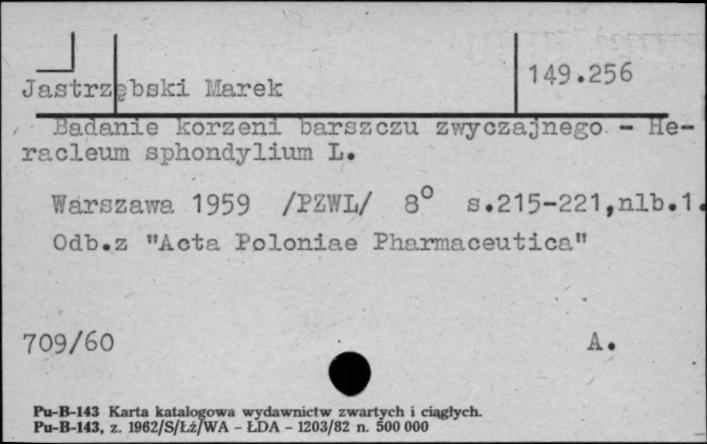 149.256
Jastrzębski Marek
Badanie korzeni barszczu zwyczajnego - He-
racleum sphondylium L.
Warszawa 1959 /PZWL/ 8° s.215-221,nlb.1.
Odb.z "Acta Poloniae Pharmaceutica"
709/60 A.
Pu-B-143 Karta katalogowa wydawnictw zwartych i ciągłych.
Pu-B-143, z. 1962/S/Łź/WA - ŁDA - 1203/82 n. 500 000